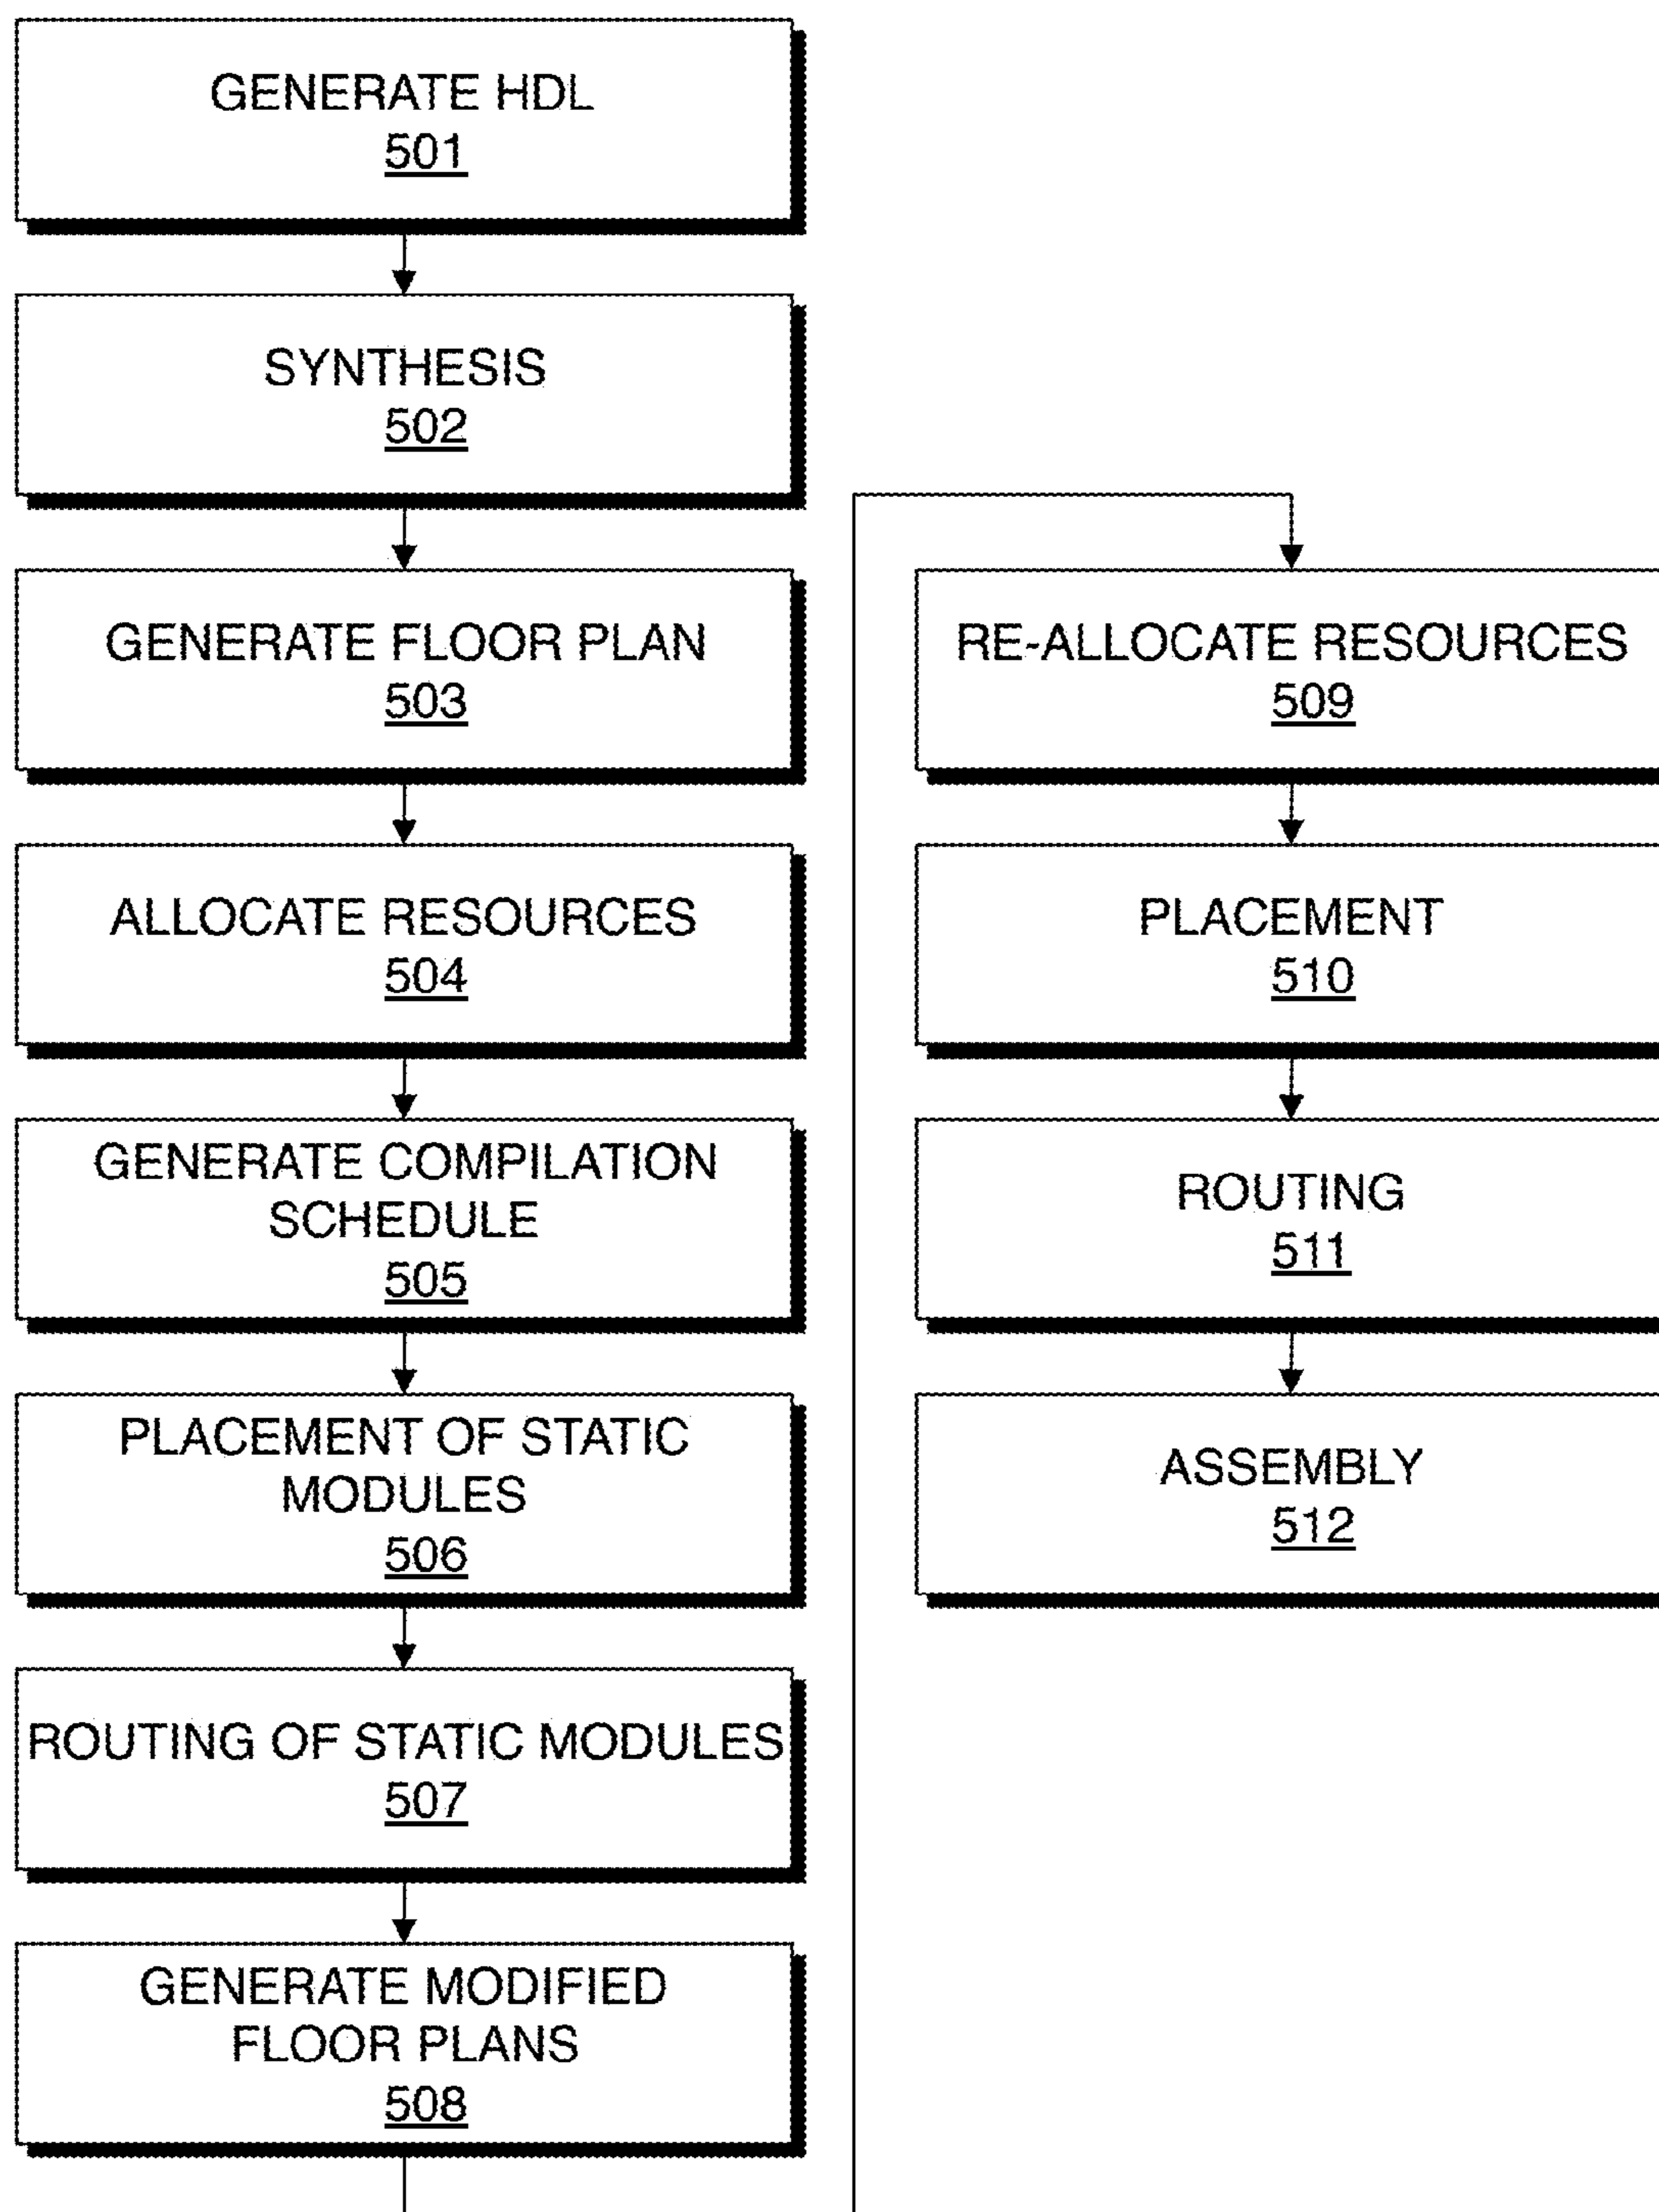 GENERATE HDL
501
SYNTHESIS
502
GENERATE FLOOR PLAN
503
ALLOCATE RESOURCES
504
GENERATE COMPILATION
SCHEDULE
505
PLACEMENT OF STATIC
MODULES
506
ROUTING OF STATIC MODULES
507
GENERATE MODIFIED
FLOOR PLANS
508
RE-ALLOCATE RESOURCES
509
PLACEMENT
510
ROUTING
511
ASSEMBLY
512